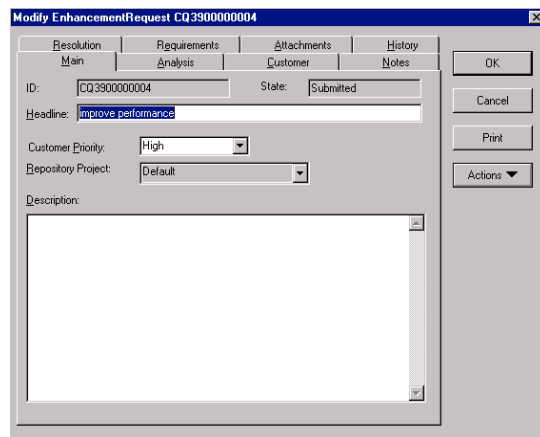 Modify EnhancementRequest CQ3900000004
Resolution Requirements Attachments History
Main Analysis Customer Notes
OK
ID: CQ3900000004 State: Submitted
Cancel
Headline: improve performance
Print
Customer Priority: High
Repository Project: Default
Actions
Description: